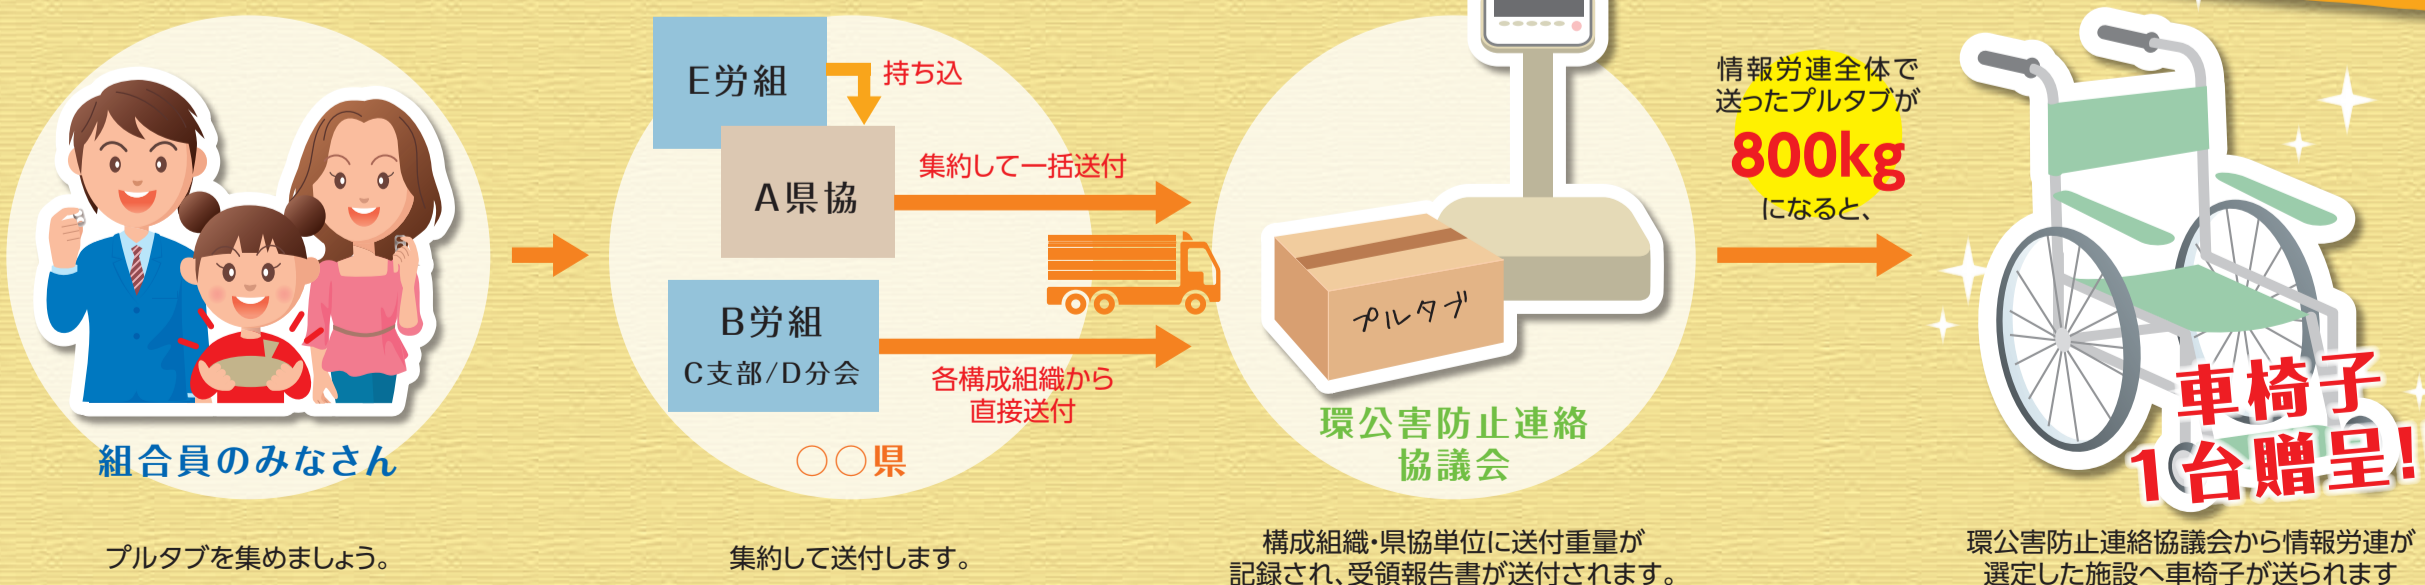 組合員のみなさん
プルタブを集めましょう。
E労組
持ち込
A県協
集約して一括送付
B労組
C支部/D分会
各構成組織から
直接送付
〇〇県
集約して送付します。
プルタブ
環公害防止連絡
協議会
構成組織・県協単位に送付重量が
記録され、受領報告書が送付されます。
情報労連全体で
送ったプルタブが
800kg
になると、
車椅子
1台贈呈!
環公害防止連絡協議会から情報労連が
選定した施設へ車椅子が送られます